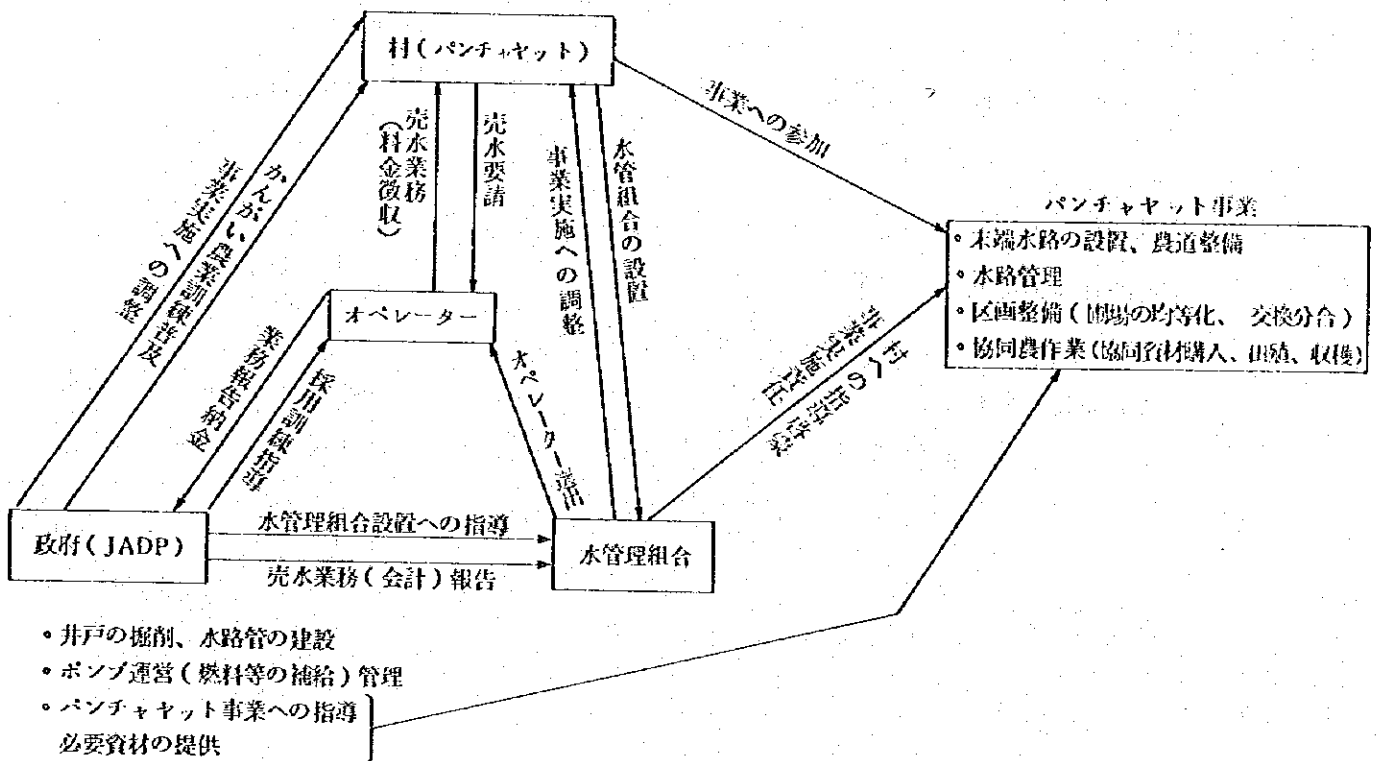 村(パンチャヤット)
事業への参加
売水業務
(料金徴収)
売水要請
事業実施への調整
水管組合の設置
かんがい農業訓練普及
事業実施への調整
パンチャヤット事業
・末端水路の設置、農道整備
・水路管理
・区画整備(圃場の均等化、交換分合)
・協同農作業(協同資材購入、田植、収穫)
オペレーター
業務報告納金
採用訓練指導
オペレーター送出
村への指導啓蒙
事業実施
政府(JADP)
水管理組合設置への指導
売水業務(会計)報告
水管理組合
・井戸の掘削、水路管の建設
・ポンプ運営(燃料等の補給)管理
・パンチャヤット事業への指導
必要資材の提供